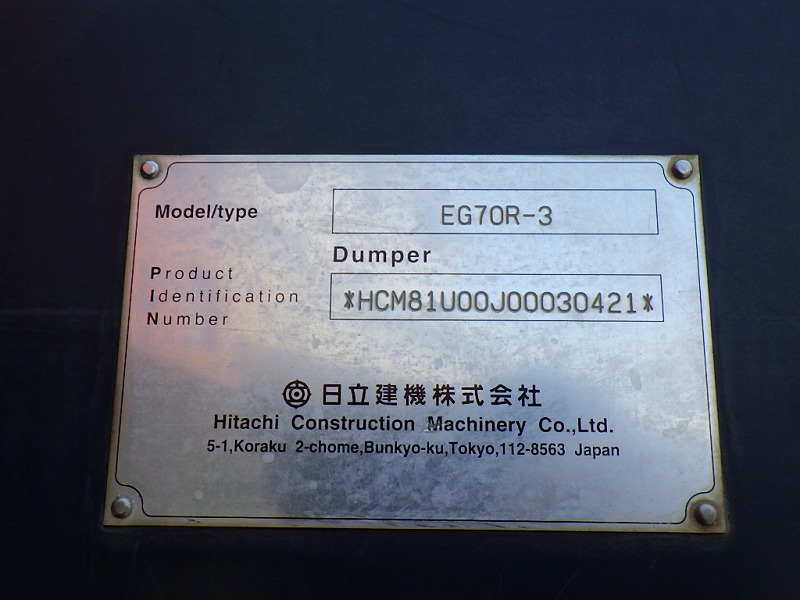 Model/type
EG70R-3
Dumper
Product
Identification
Number
*HCM81U00J00030421*
日立建機株式会社
Hitachi Construction Machinery Co.,Ltd.
5-1,Koraku 2-chome,Bunkyo-ku,Tokyo,112-8563 Japan